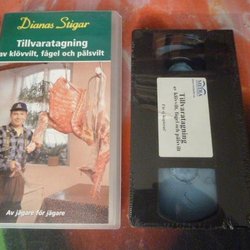 Dianas Stigar
Tillvaratagning
av klövvilt, fågel och pälsvilt
Av jägare för jägare
Tillvaratagning
av klövvilt, fågel och pälsvilt